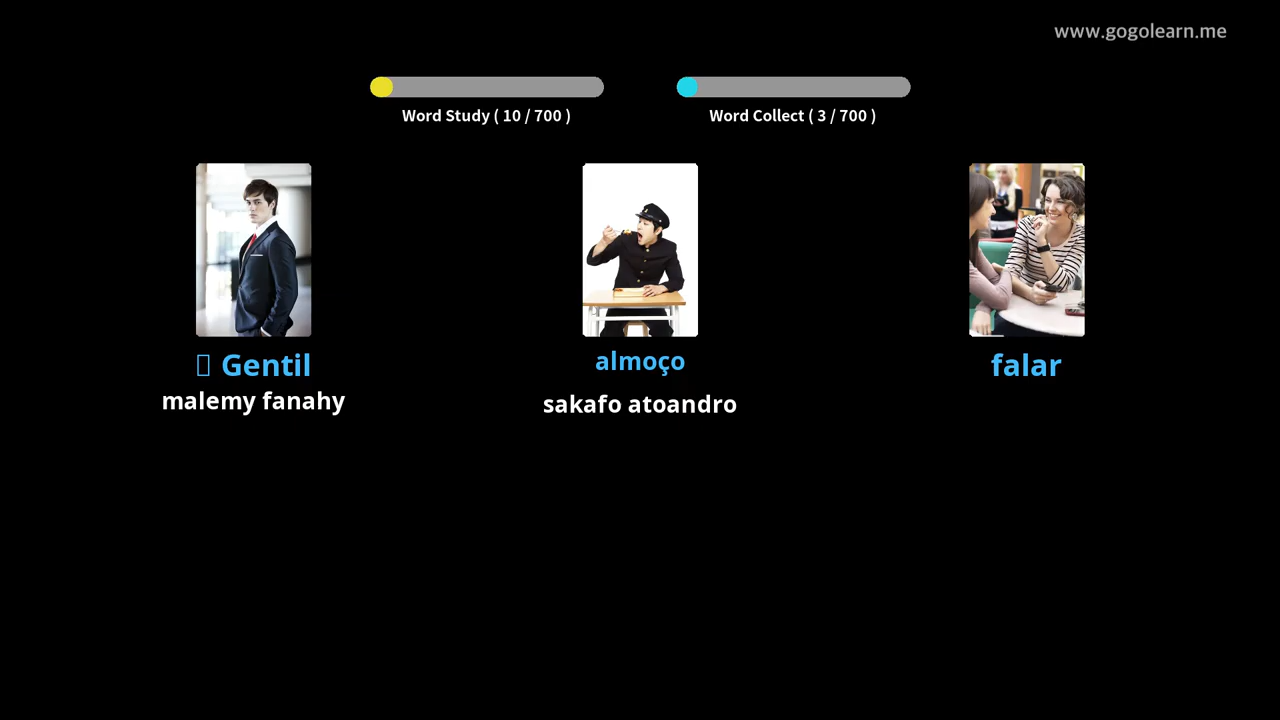 www.gogolearn.me
Word Study ( 10 / 700 )
Word Collect ( 3 / 700 )
Gentil
almoço
falar
malemy fanahy
sakafo atoandro